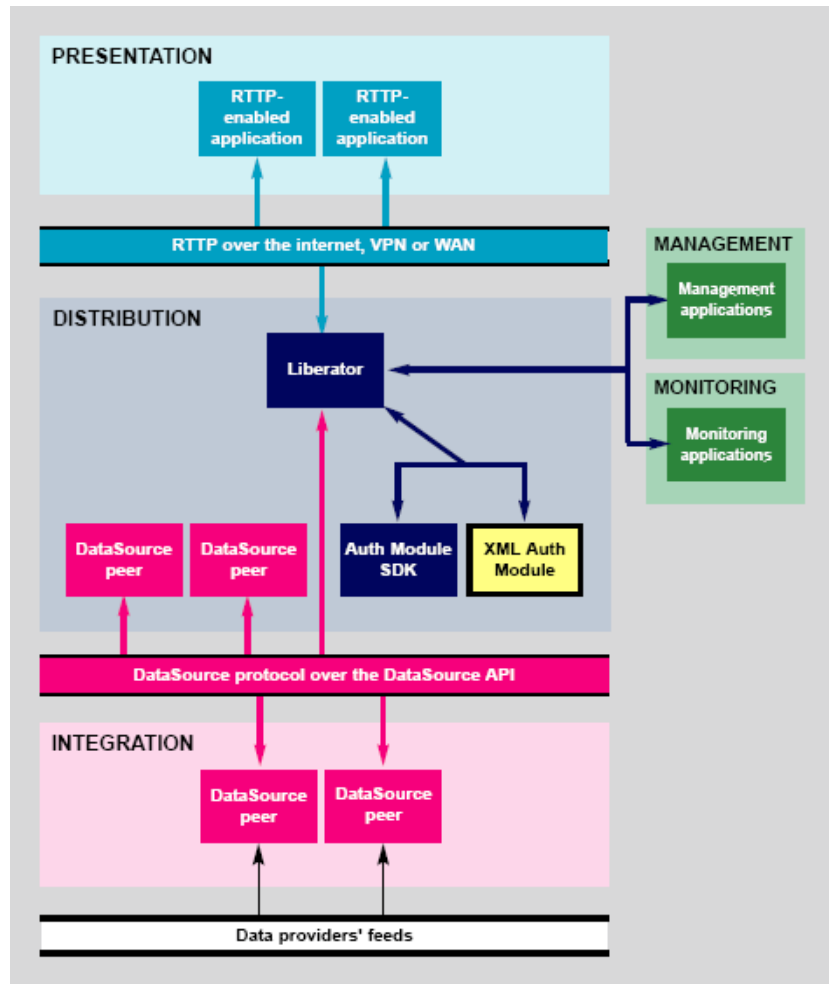 PRESENTATION
RTTP-
enabled
application
RTTP-
enabled
application
RTTP over the internet, VPN or WAN
MANAGEMENT
Management
applications
DISTRIBUTION
Liberator
MONITORING
Monitoring
applications
DataSource
peer
DataSource
peer
Auth Module
SDK
XML Auth
Module
DataSource protocol over the DataSource API
INTEGRATION
DataSource
peer
DataSource
peer
Data providers' feeds